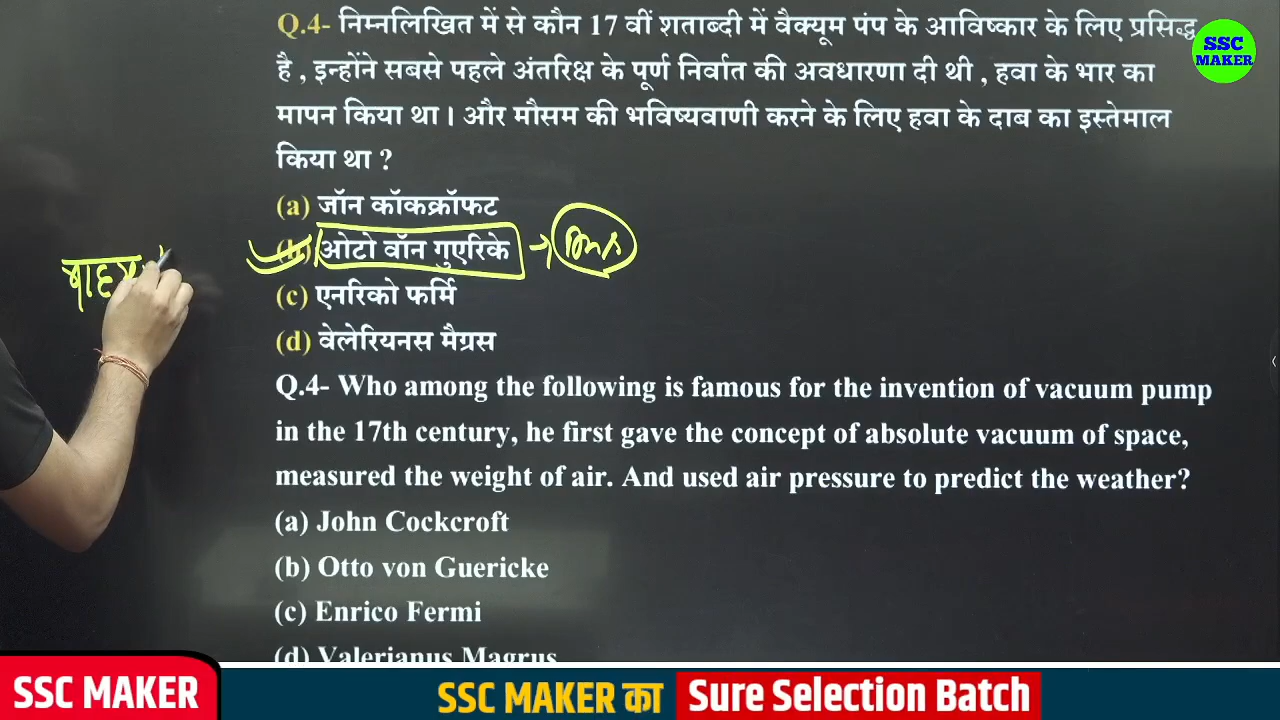 Q.4- निम्नलिखित में से कौन 17 वीं शताब्दी में वैक्यूम पंप के आविष्कार के लिए प्रसिद्ध
है , इन्होंने सबसे पहले अंतरिक्ष के पूर्ण निर्वात की अवधारणा दी थी , हवा के भार का
मापन किया था । और मौसम की भविष्यवाणी करने के लिए हवा के दाब का इस्तेमाल
किया था ?
(a) जॉन कॉकक्रॉफट
(b) ओटो वॉन गुएरिके
(c) एनरिको फर्मि
(d) वेलेरियनस मैग्रस
Q.4- Who among the following is famous for the invention of vacuum pump
in the 17th century, he first gave the concept of absolute vacuum of space,
measured the weight of air. And used air pressure to predict the weather?
(a) John Cockcroft
(b) Otto von Guericke
(c) Enrico Fermi
(d) Valerianus Magrus
SSC
MAKER
SSC MAKER
SSC MAKER का Sure Selection Batch